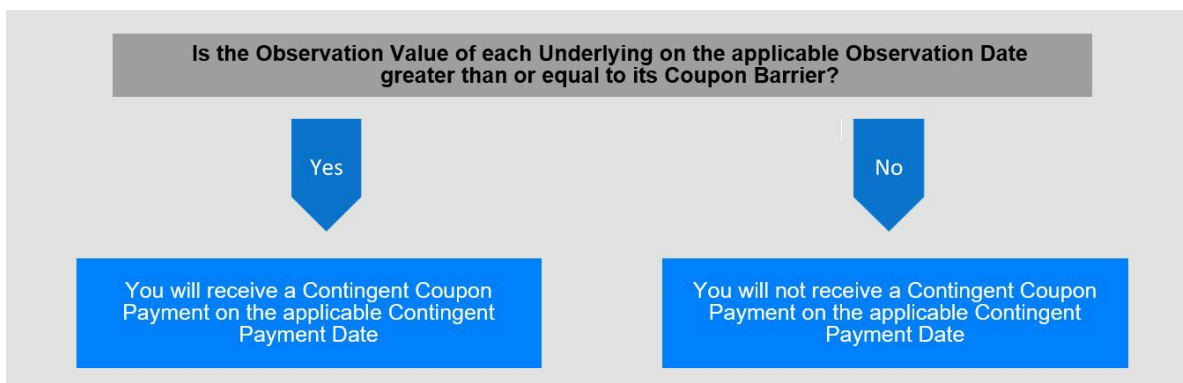 Is the Observation Value of each Underlying on the applicable Observation Date
greater than or equal to its Coupon Barrier?
Yes
No
You will receive a Contingent Coupon
Payment on the applicable Contingent
Payment Date
You will not receive a Contingent Coupon
Payment on the applicable Contingent
Payment Date